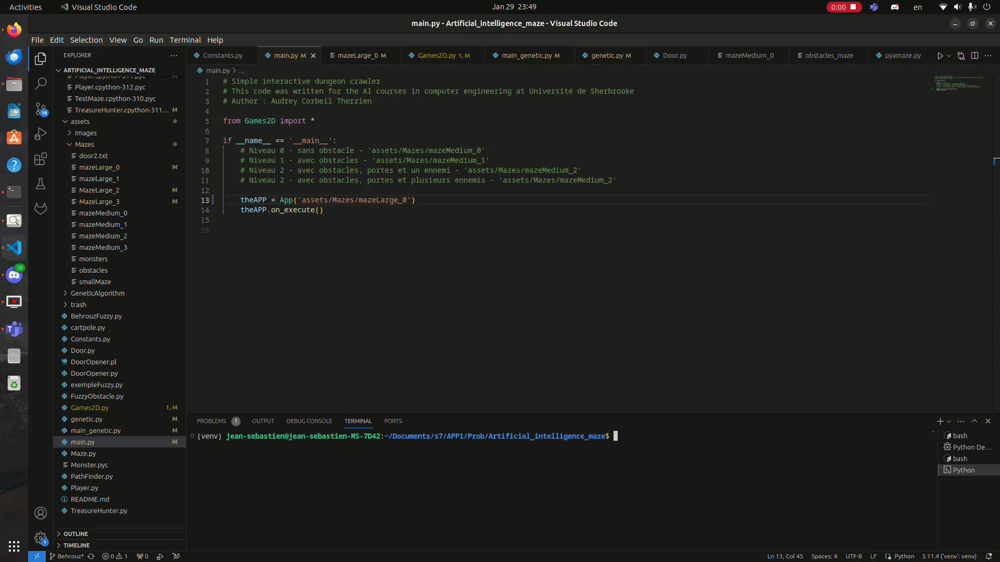 Activities
Visual Studio Code
Jan 29 23:49
0:00
en
main.py - Artificial_intelligence_maze - Visual Studio Code
File Edit Selection View Go Run Terminal Help
EXPLORER
Constants.py
main.py M
mazeLarge_0 M
Games2D.py 1, M
main_genetic.py M
genetic.py M
Door.py
mazeMedium_0
obstacles_maze
pyamaze.py
ARTIFICIAL_INTELLIGENCE_MAZE
Player.cpython-311.pyc M
Player.cpython-312.pyc
TestMaze.cpython-310.pyc
TreasureHunter.cpython-311... M
assets
Images
Mazes
door2.txt
mazeLarge_0 M
mazeLarge_1
MazeLarge_2 M
MazeLarge_3 M
mazeMedium_0
mazeMedium_1
mazeMedium_2
mazeMedium_3
monsters
obstacles
smallMaze
GeneticAlgorithm
trash
BehrouzFuzzy.py
cartpole.py
Constants.py
Door.py
DoorOpener.pl
DoorOpener.py
exempleFuzzy.py
FuzzyObstacle.py
Games2D.py 1, M
genetic.py M
main_genetic.py M
main.py M
Maze.py
Monster.pyc
PathFinder.py
Player.py
README.md
TreasureHunter.py
OUTLINE
TIMELINE
18
50
SSD
1
main.py > ...
1 # Simple interactive dungeon crawler
2 # This code was written for the AI courses in computer engineering at Université de Sherbrooke
3 # Author : Audrey Corbeil Therrien
4
5 from Games2D import *
6
7 if __name__ == '__main__':
8 # Niveau 0 - sans obstacle - 'assets/Mazes/mazeMedium_0'
9 # Niveau 1 - avec obstacles - 'assets/Mazes/mazeMedium_1'
10 # Niveau 2 - avec obstacles, portes et un ennemi - 'assets/Mazes/mazeMedium_2'
11 # Niveau 2 - avec obstacles, portes et plusieurs ennemis - 'assets/Mazes/mazeMedium_2'
12
13 theAPP = App('assets/Mazes/mazeLarge_0')
14 theAPP.on_execute()
15
16
PROBLEMS 1 OUTPUT DEBUG CONSOLE TERMINAL PORTS
(venv) jean-sebastien@jean-sebastien-MS-7D42:~/Documents/s7/APP1/Prob/Artificial_intelligence_maze$
bash
Python De...
bash
Python
Behrouz* 0 1 0
Ln 13, Col 45 Spaces: 4 UTF-8 LF Python 3.11.4 ('venv': venv)